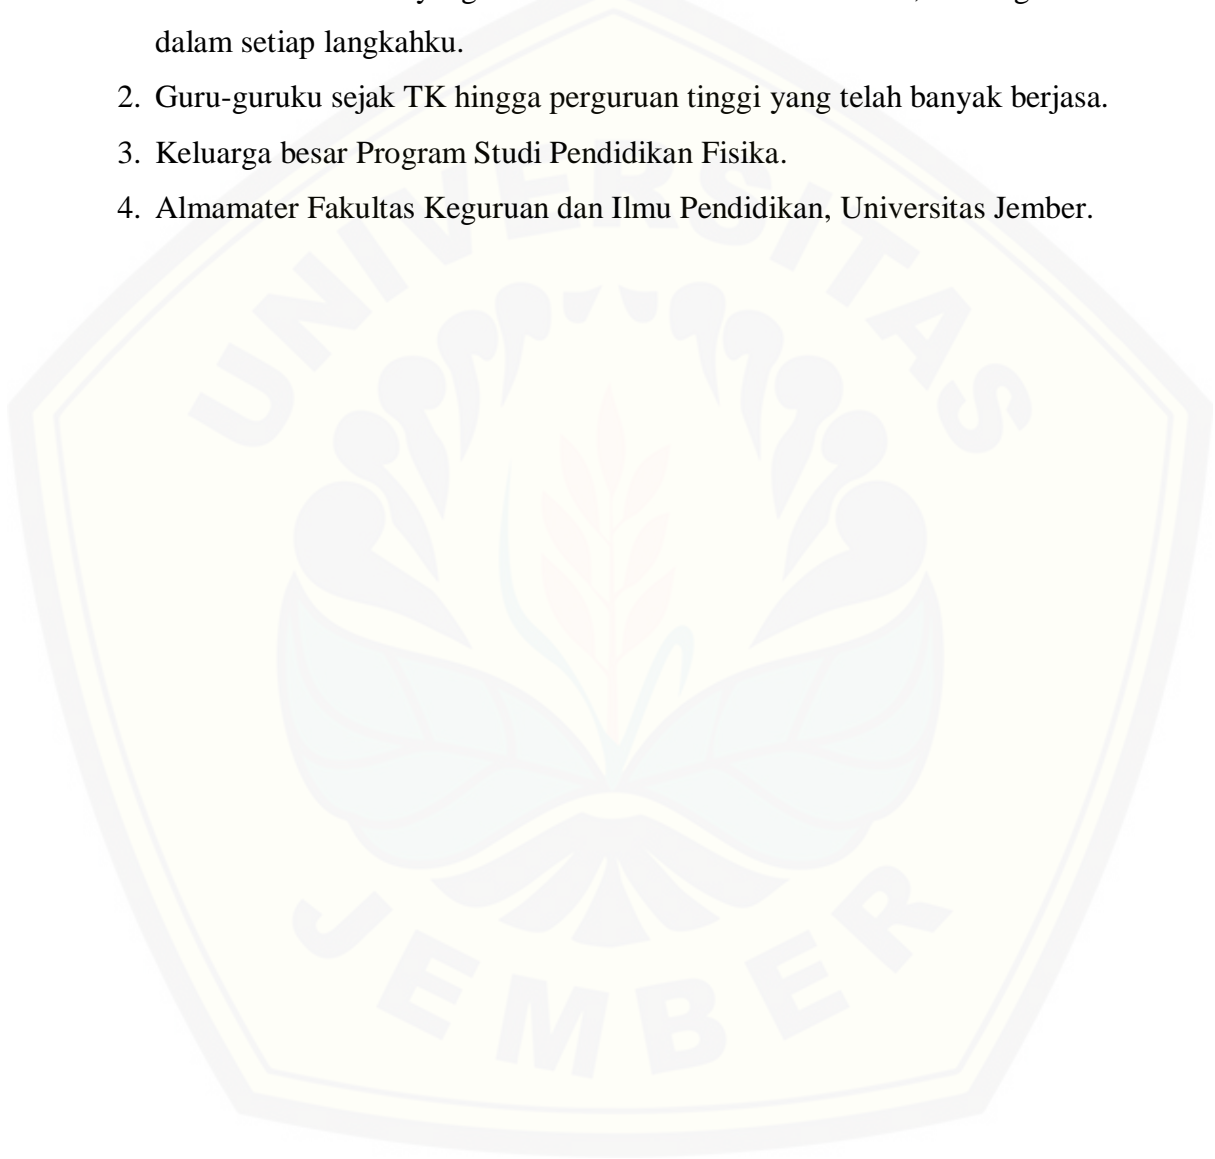 dalam setiap langkahku.
2. Guru-guruku sejak TK hingga perguruan tinggi yang telah banyak berjasa.
3. Keluarga besar Program Studi Pendidikan Fisika.
4. Almamater Fakultas Keguruan dan Ilmu Pendidikan, Universitas Jember.
UNIVERSITAS
JEMBER